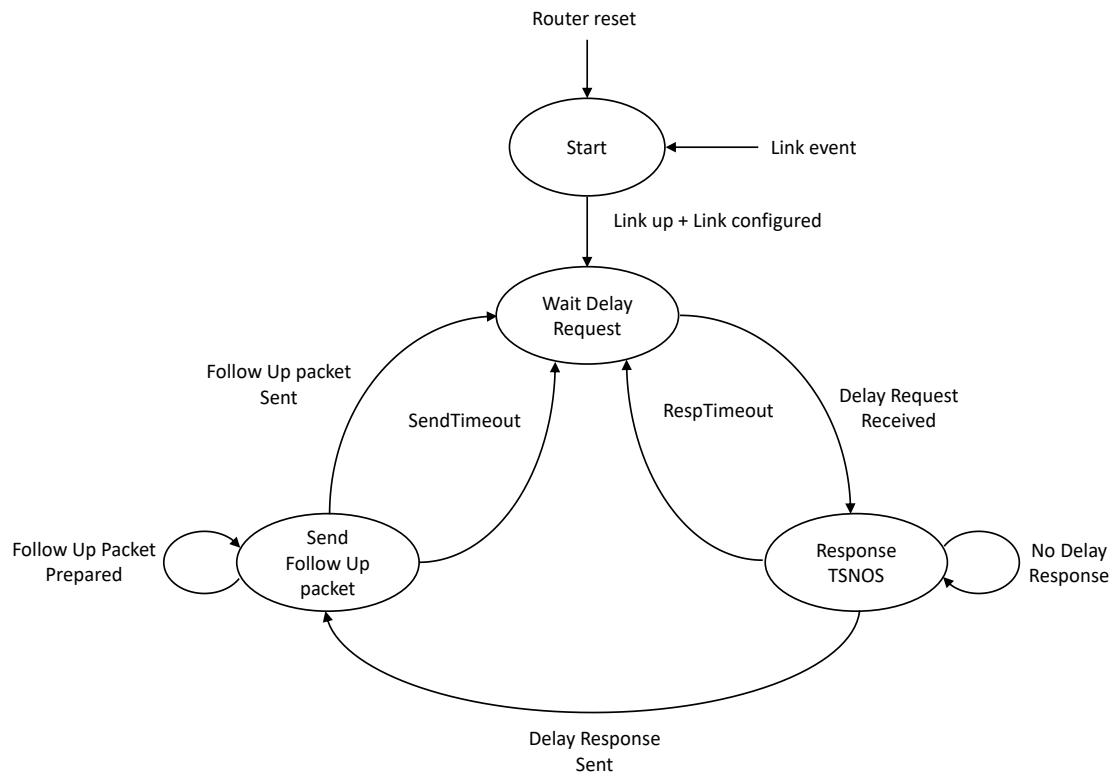 Router reset
Start
Link event
Link up + Link configured
Wait Delay
Request
Follow Up packet
Sent
SendTimeout
RespTimeout
Delay Request
Received
Follow Up Packet
Prepared
Send
Follow Up
packet
Response
TSNOS
No Delay
Response
Delay Response
Sent